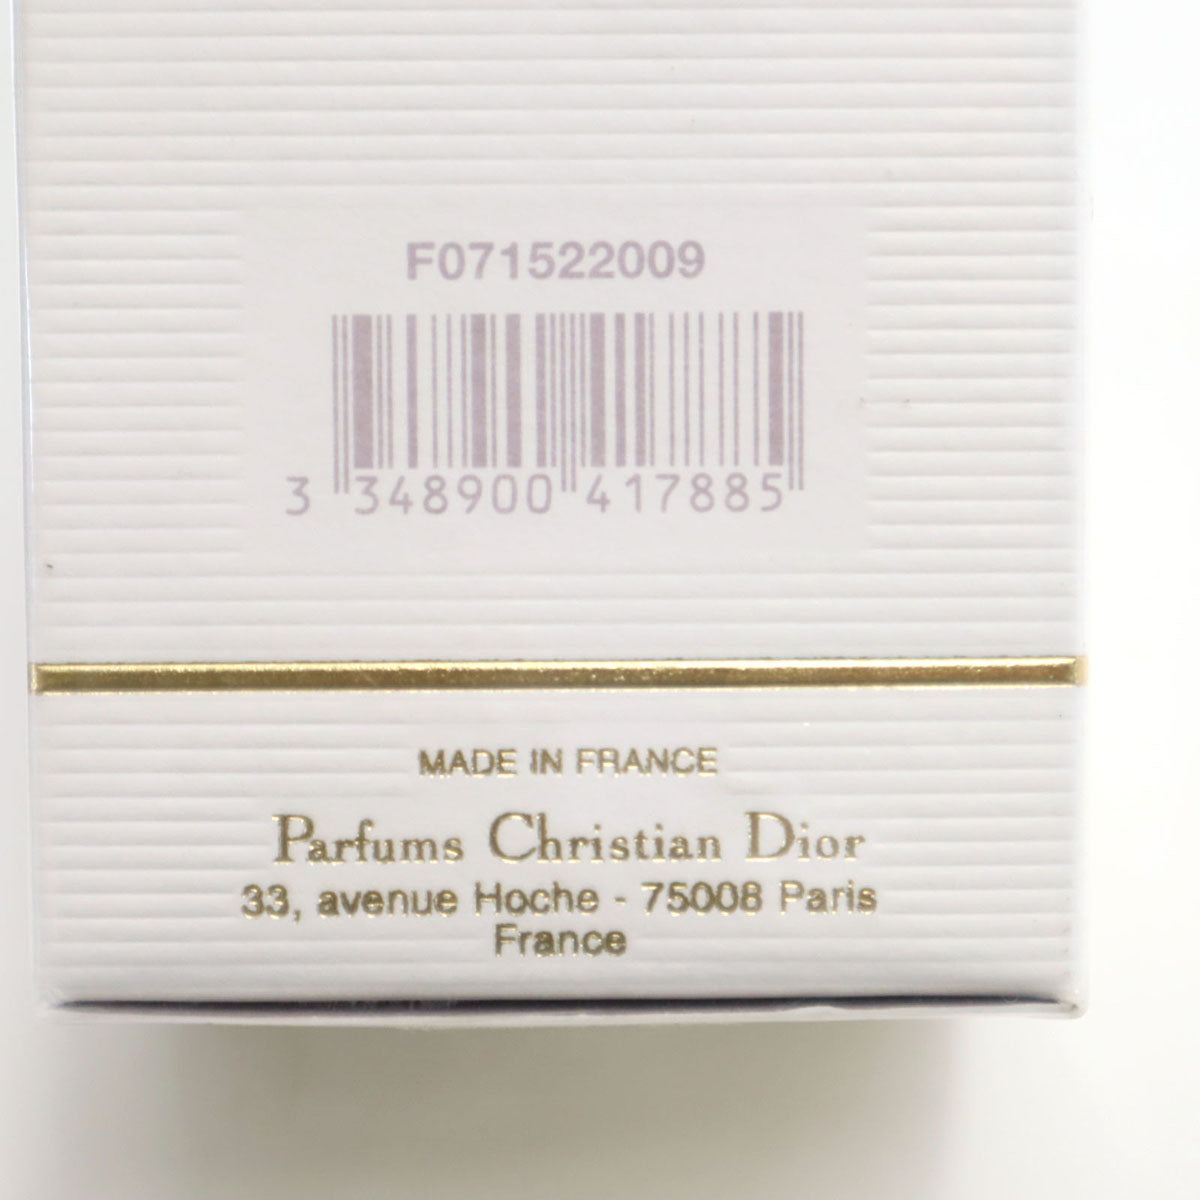 F071522009
3 348900 417885
MADE IN FRANCE
Parfums Christian Dior
33, avenue Hoche - 75008 Paris
France